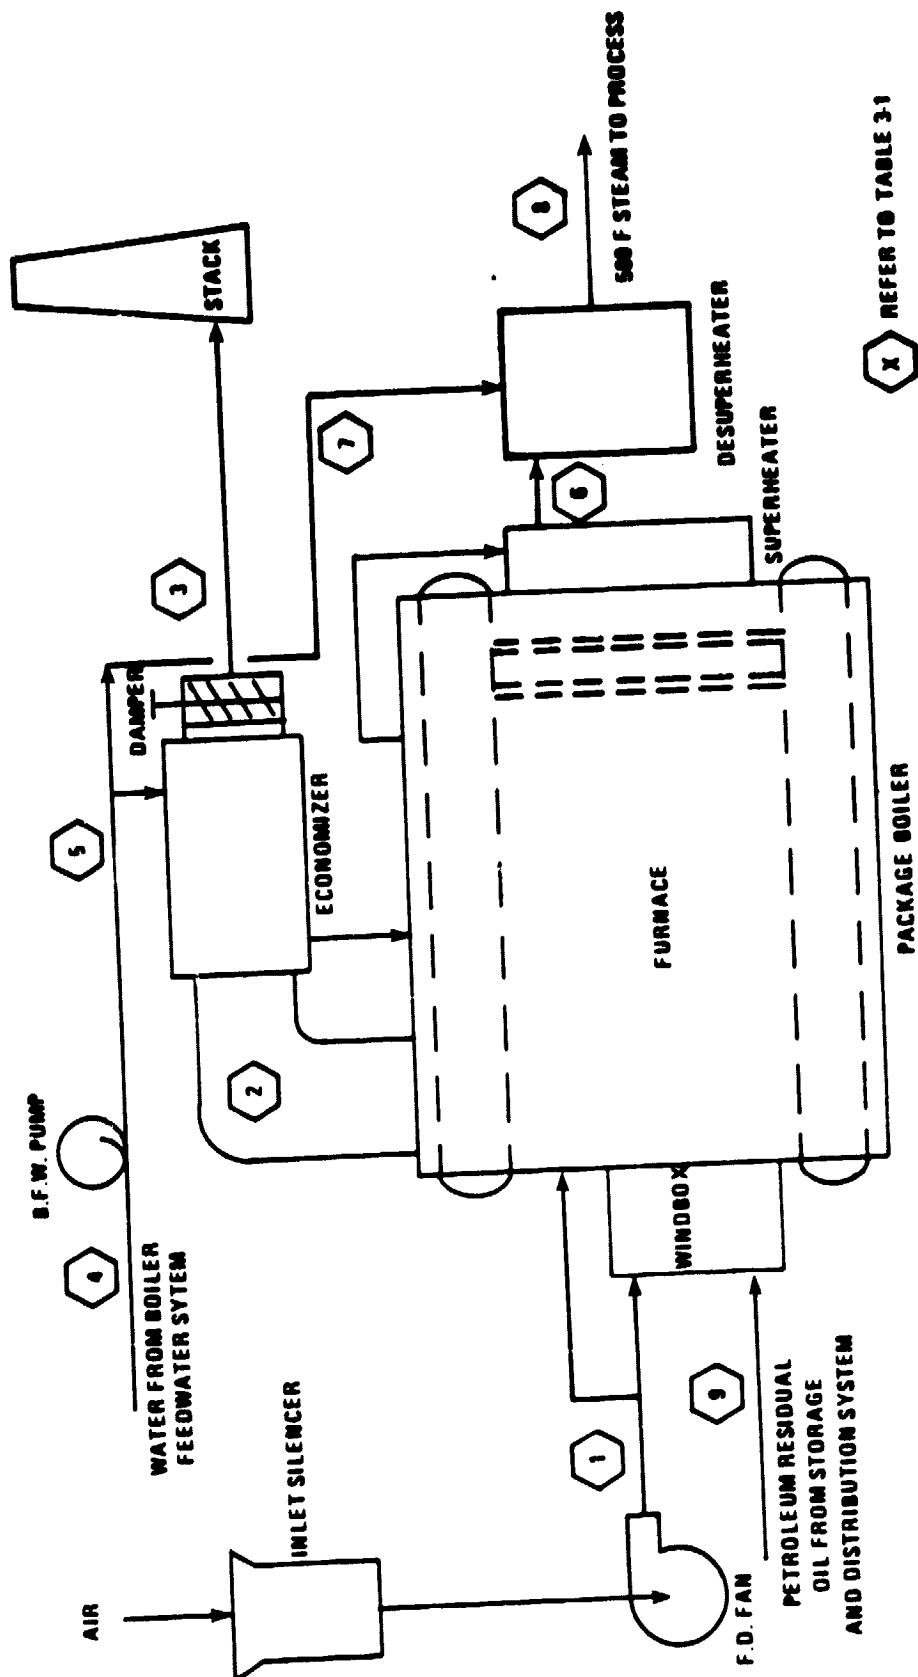 AIR
INLET SILENCER
F.D. FAN
1
WATER FROM BOILER
FEEDWATER SYTEM
4
B.F.W. PUMP
5
DAMPER
ECONOMIZER
2
3
STACK
7
PETROLEUM RESIDUAL
OIL FROM STORAGE
AND DISTRIBUTION SYSTEM
9
WINDBOX
FURNACE
PACKAGE BOILER
SUPERHEATER
6
DESUPERHEATER
8
500 F STEAM TO PROCESS
X
REFER TO TABLE 3-1